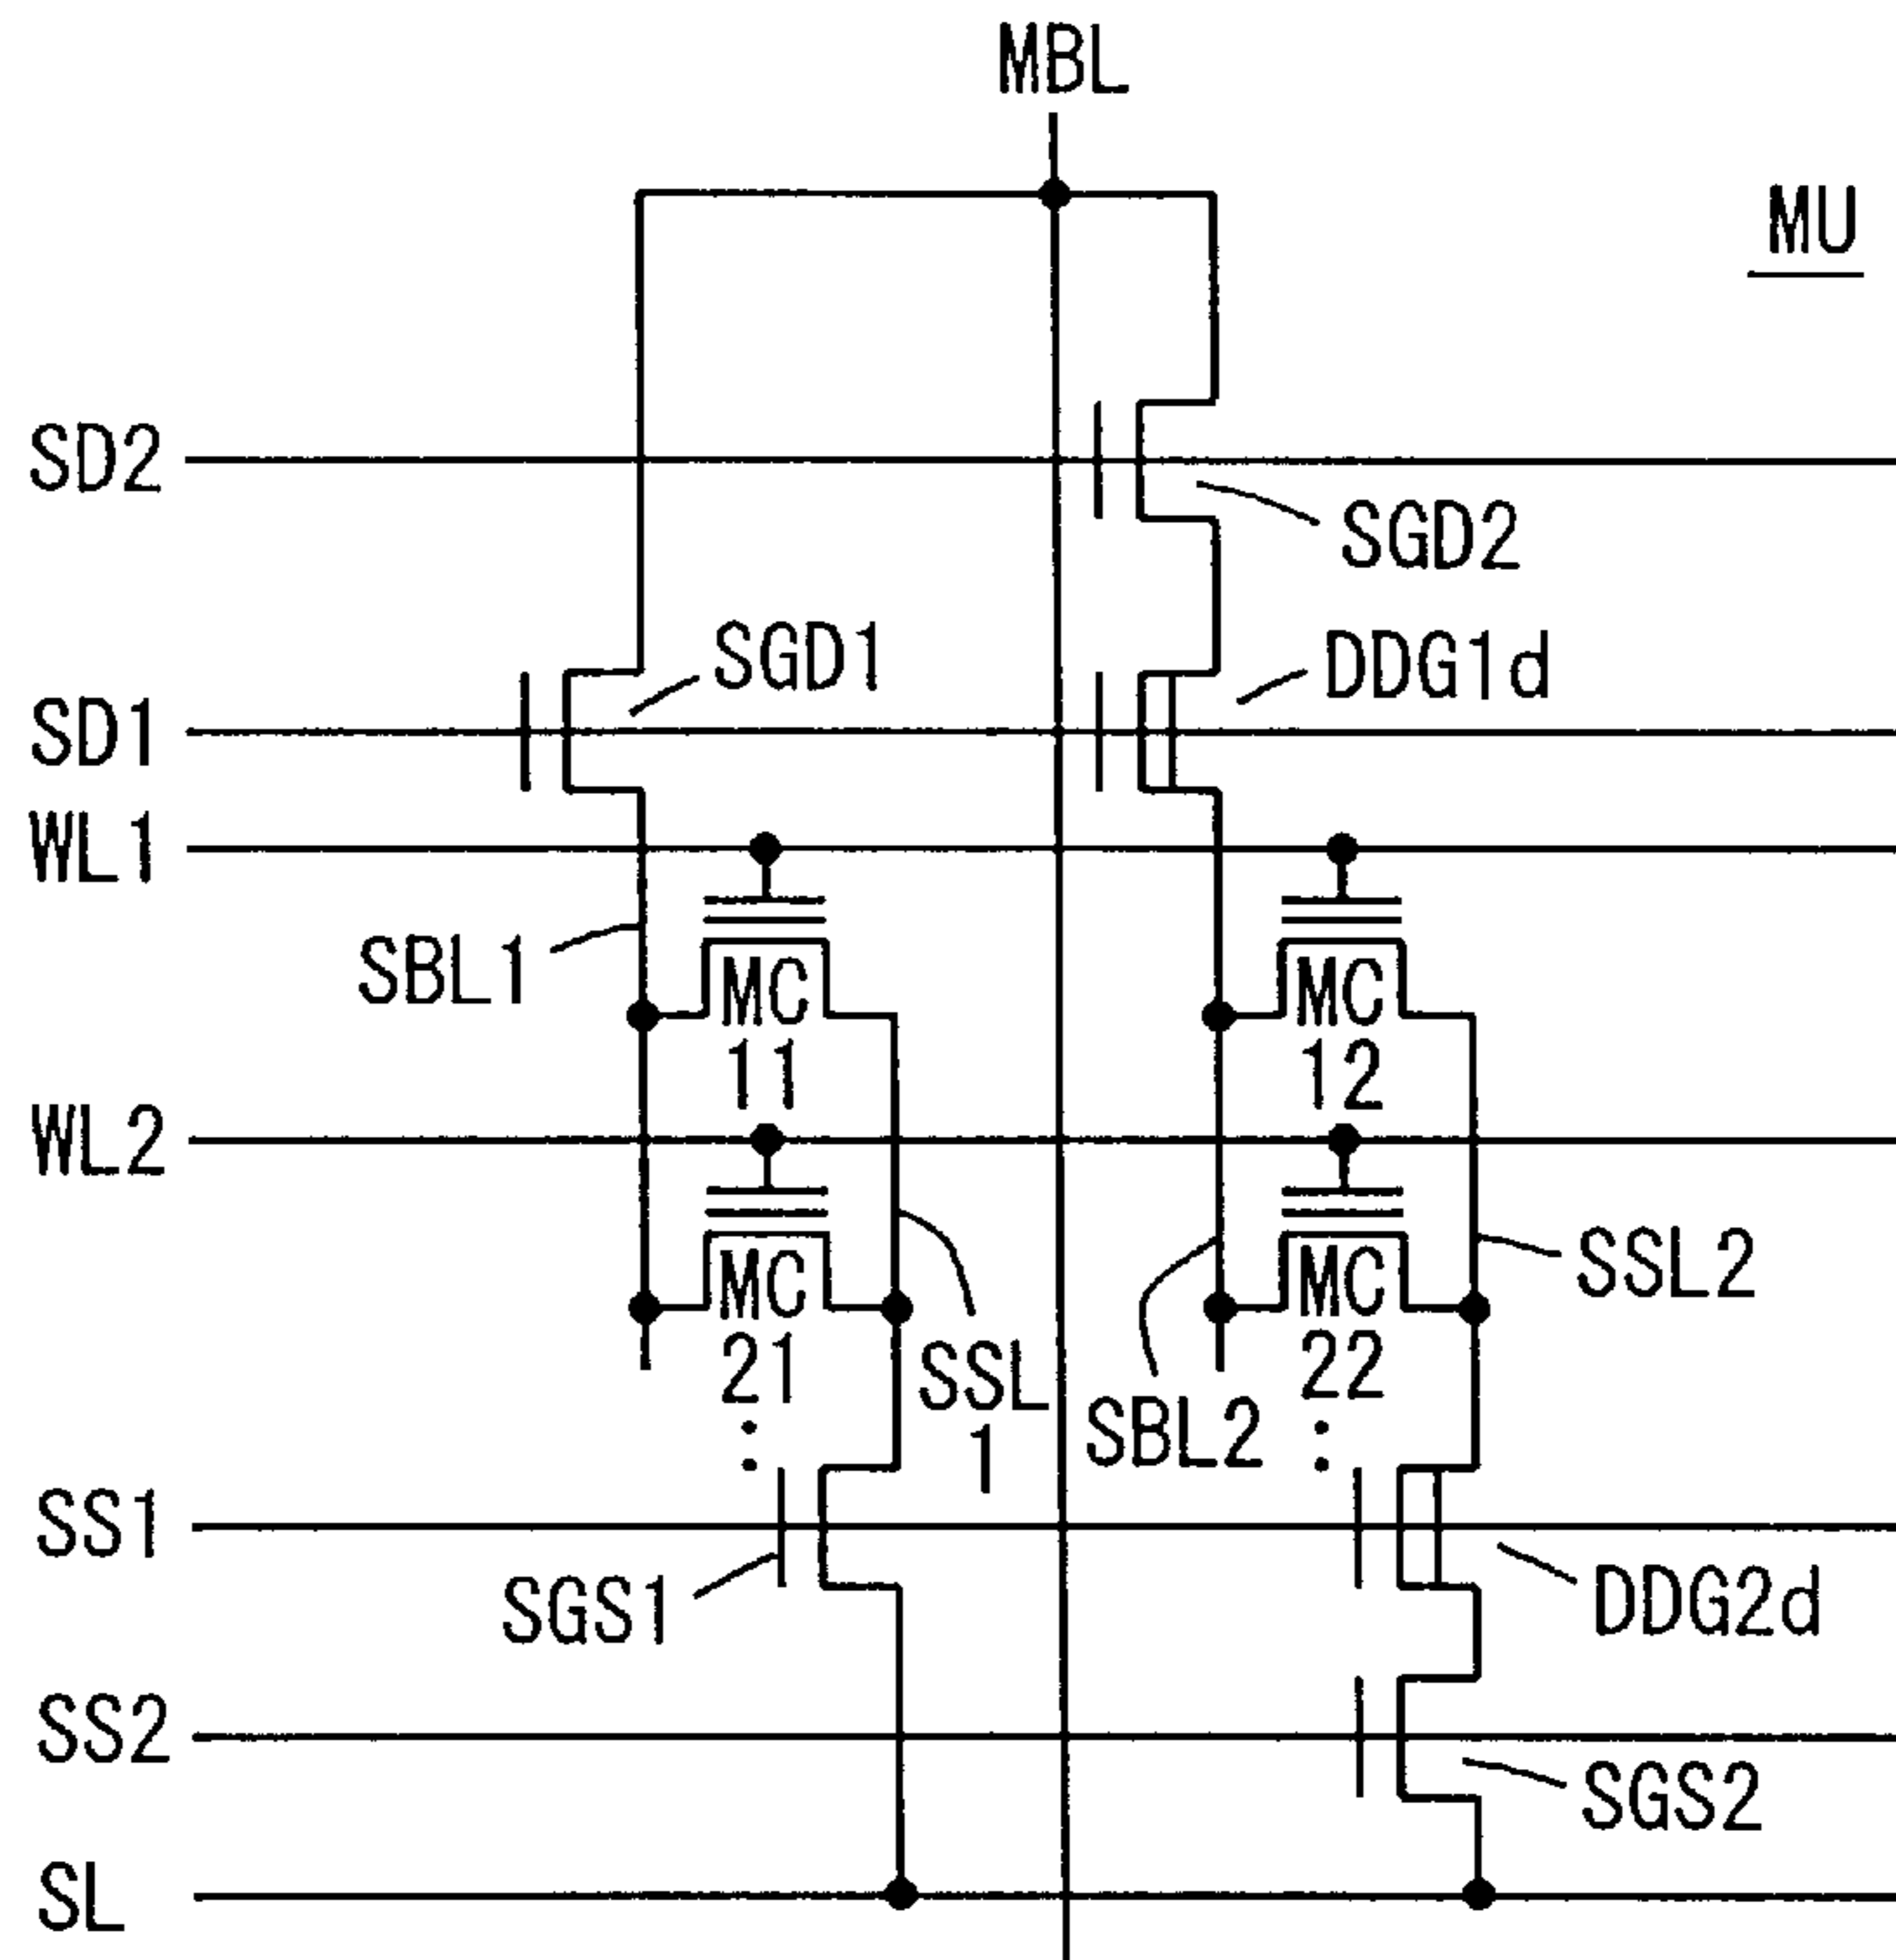 MBL
MU
SD2
SGD2
SGD1
DDG1d
SD1
WL1
SBL1
MC
11
MC
12
WL2
MC
21
SSL
1
SBL2
MC
22
SSL2
SS1
SGS1
DDG2d
SS2
SGS2
SL